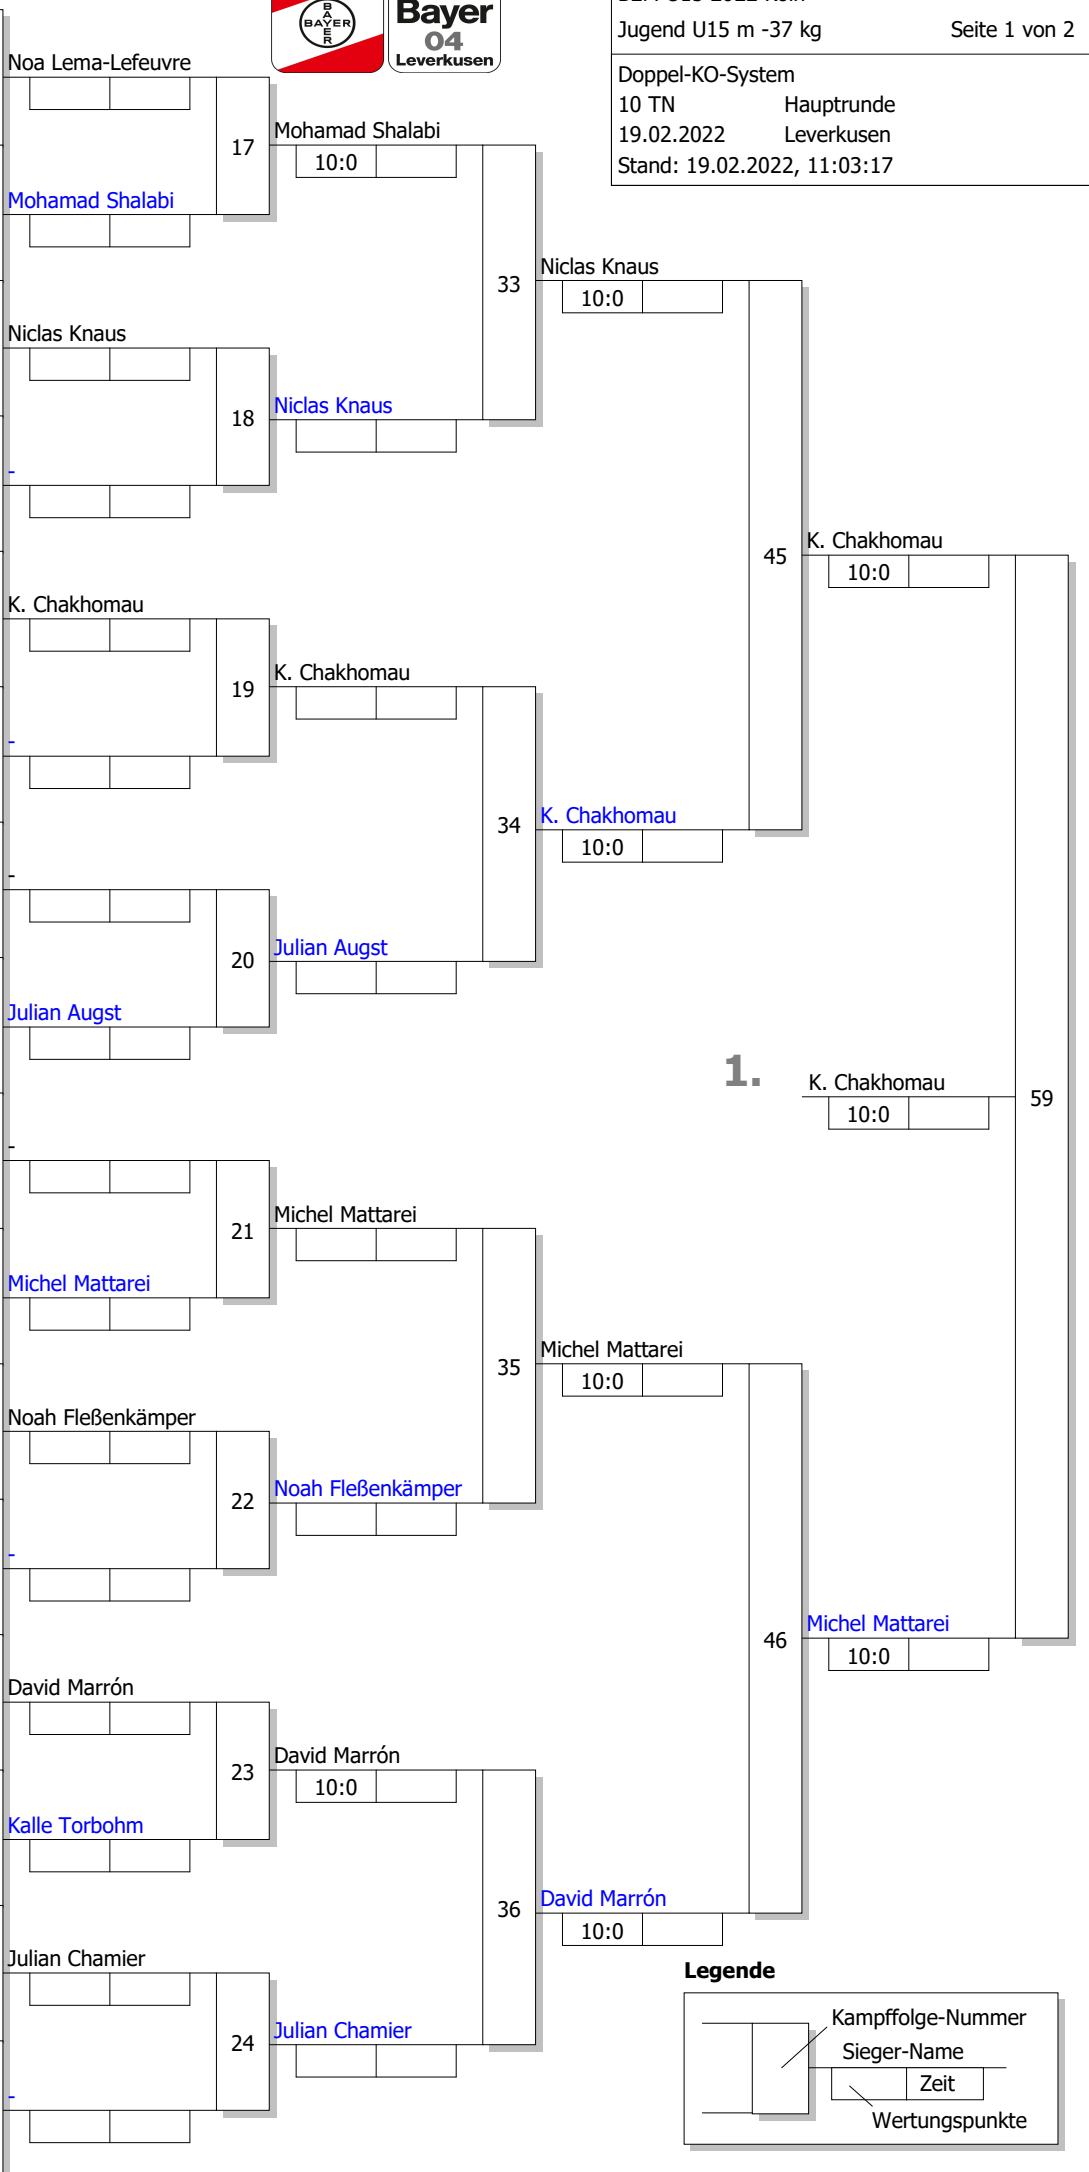 BAYER
BAYER
Bayer
04
Leverkusen
Jugend U15 m -37 kg Seite 1 von 2
Doppel-KO-System
10 TN Hauptrunde
19.02.2022 Leverkusen
Stand: 19.02.2022, 11:03:17
Noa Lema-Lefeuvre
17
Mohamad Shalabi
10:0
Mohamad Shalabi
33
Niclas Knaus
10:0
Niclas Knaus
18
Niclas Knaus
-
45
K. Chakhomau
10:0
K. Chakhomau
19
K. Chakhomau
-
34
K. Chakhomau
10:0
-
20
Julian Augst
Julian Augst
1.
K. Chakhomau
10:0
59
-
21
Michel Mattarei
Michel Mattarei
35
Michel Mattarei
10:0
Noah Fleßenkämper
22
Noah Fleßenkämper
-
46
Michel Mattarei
10:0
David Marrón
23
David Marrón
10:0
Kalle Torbohm
36
David Marrón
10:0
Julian Chamier
24
Julian Chamier
-
Legende
Kampffolge-Nummer
Sieger-Name
Zeit
Wertungspunkte